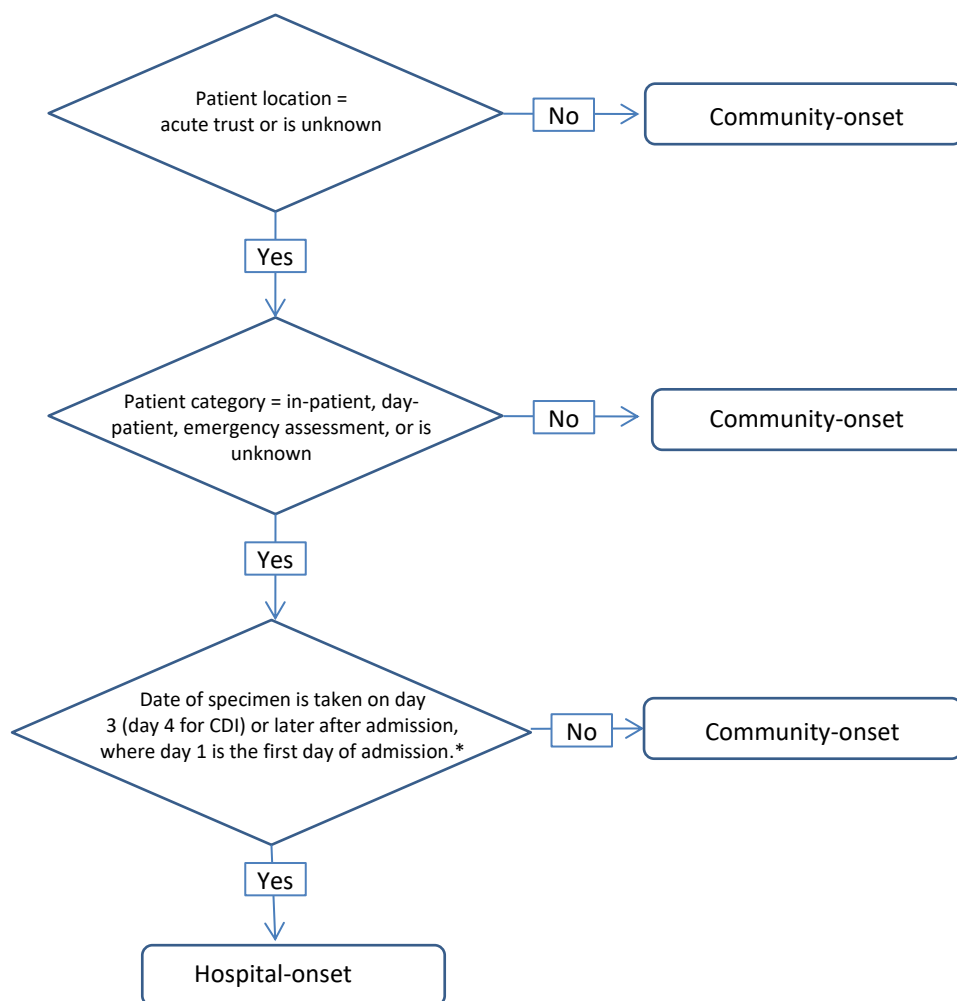 Patient location =
acute trust or is unknown
No
Community-onset
Yes
Patient category = in-patient, day-
patient, emergency assessment, or is
unknown
No
Community-onset
Yes
Date of specimen is taken on day
3 (day 4 for CDI) or later after admission,
where day 1 is the first day of admission.*
No
Community-onset
Yes
Hospital-onset